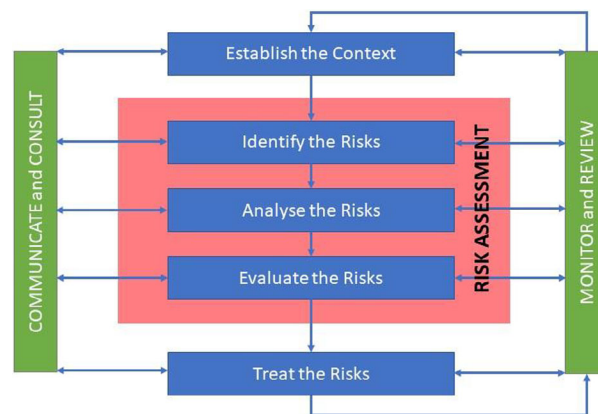 Establish the Context
COMMUNICATE and CONSULT
Identify the Risks
Analyse the Risks
Evaluate the Risks
RISK ASSESSMENT
MONITOR and REVIEW
Treat the Risks